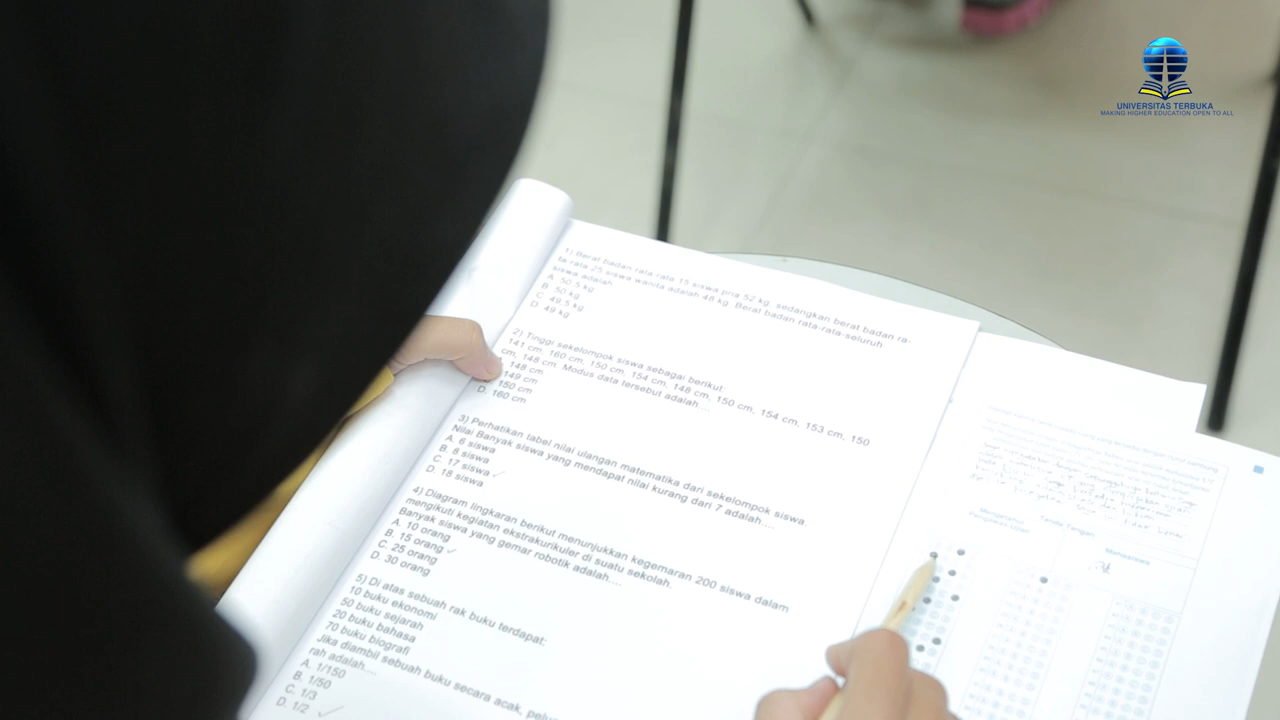 UNIVERSITAS TERBUKA
MAKING HIGHER EDUCATION OPEN TO ALL
1) Berat badan rata-rata 15 siswa pria 52 kg, sedangkan berat badan ra-
ta-rata 25 siswa wanita adalah 48 kg. Berat badan rata-rata-seluruh
siswa adalah
A. 50.5 kg
B. 50 kg
C. 49.5 kg
D. 49 kg
2) Tinggi sekelompok siswa sebagai berikut:
141 cm, 160 cm, 150 cm, 154 cm, 148 cm, 150 cm, 154 cm, 153 cm, 150
cm, 148 cm. Modus data tersebut adalah....
148 cm
149 cm
150 cm
D. 160 cm
3) Perhatikan tabel nilai ulangan matematika dari sekelompok siswa.
Nilai Banyak siswa yang mendapat nilai kurang dari 7 adalah....
A. 6 siswa
B. 8 siswa
C. 17 siswa ✓
D. 18 siswa
4) Diagram lingkaran berikut menunjukkan kegemaran 200 siswa dalam
mengikuti kegiatan ekstrakurikuler di suatu sekolah.
Banyak siswa yang gemar robotik adalah....
A. 10 orang
B. 15 orang ✓
C. 25 orang
D. 30 orang
5) Di atas sebuah rak buku terdapat:
10 buku ekonomi
50 buku sejarah
20 buku bahasa
70 buku biografi
Jika diambil sebuah buku secara acak,
rah adalah....
A. 1/150
B. 1/50
C. 1/3
D. 1/2 ✓
Mengetahui
Pengawas Ujian
Tanda Tangan
Mahasiswa